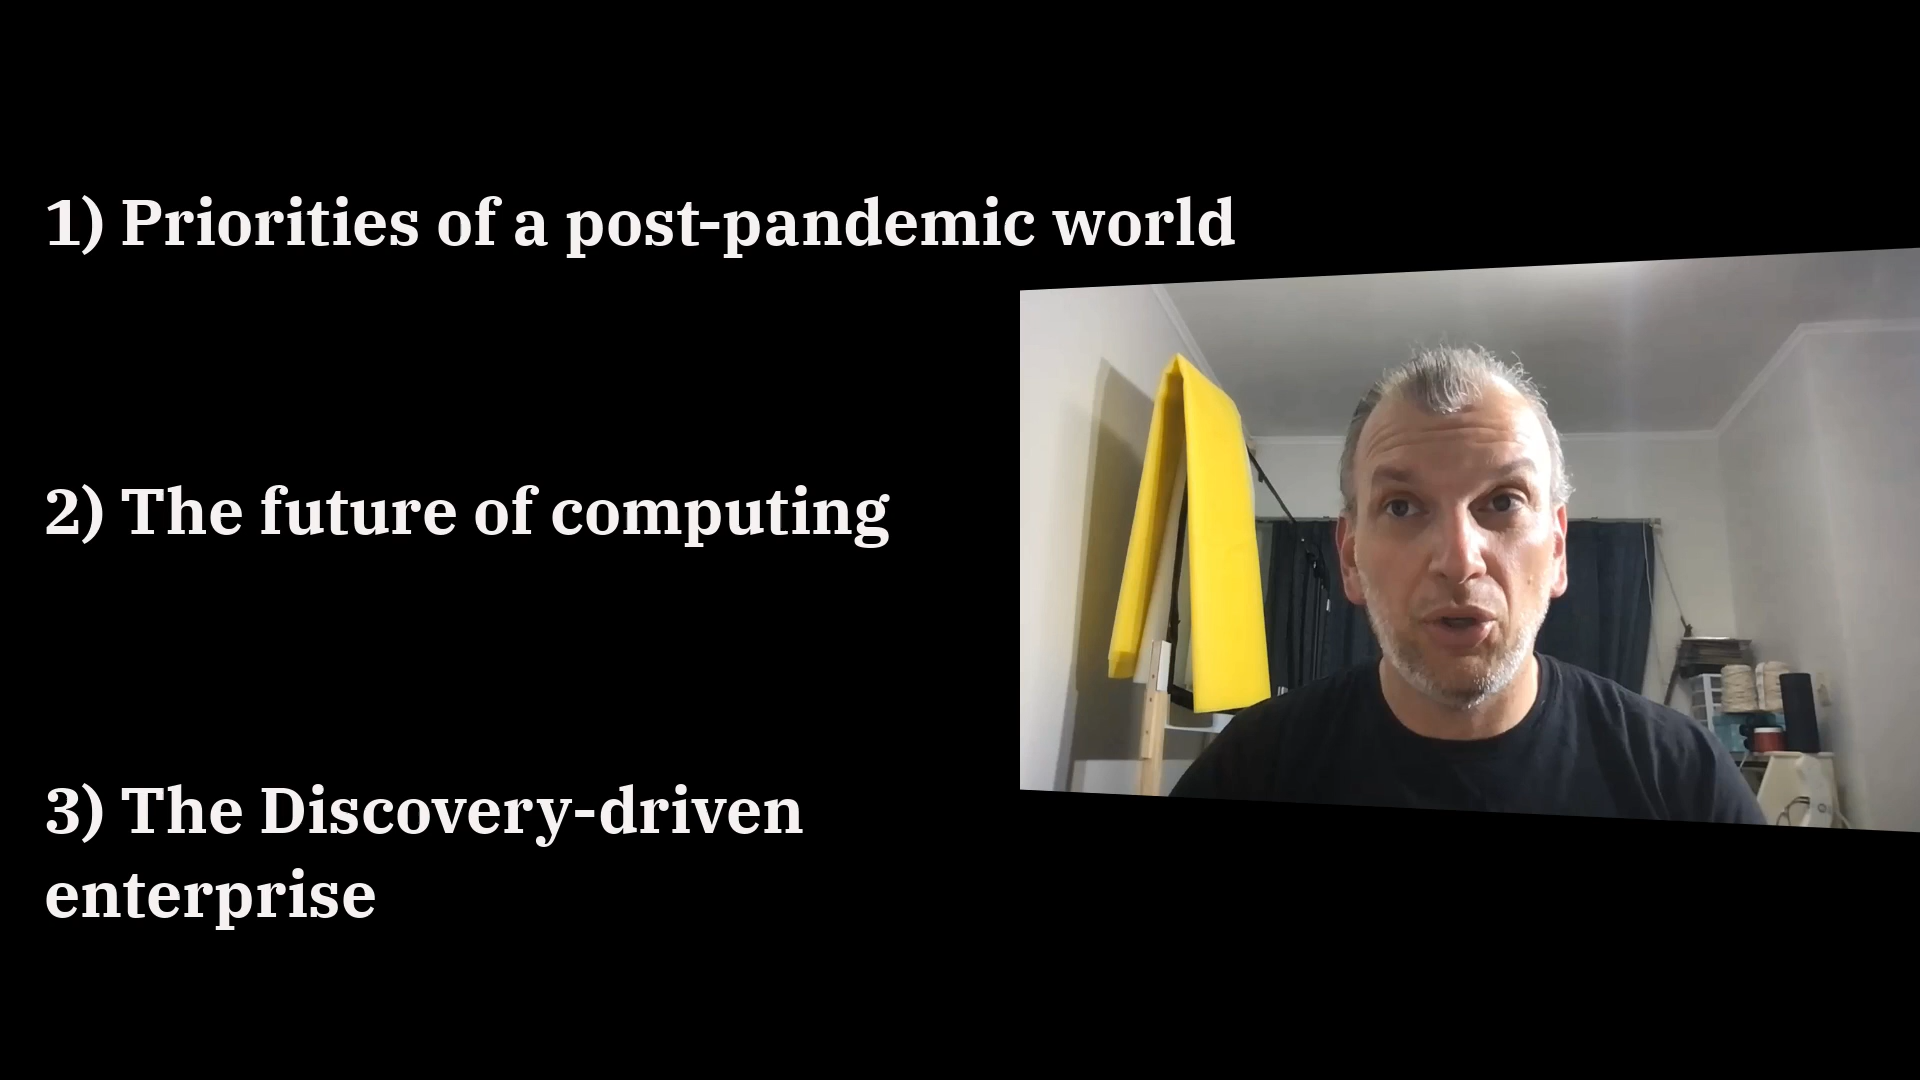 1) Priorities of a post-pandemic world
2) The future of computing
3) The Discovery-driven
enterprise